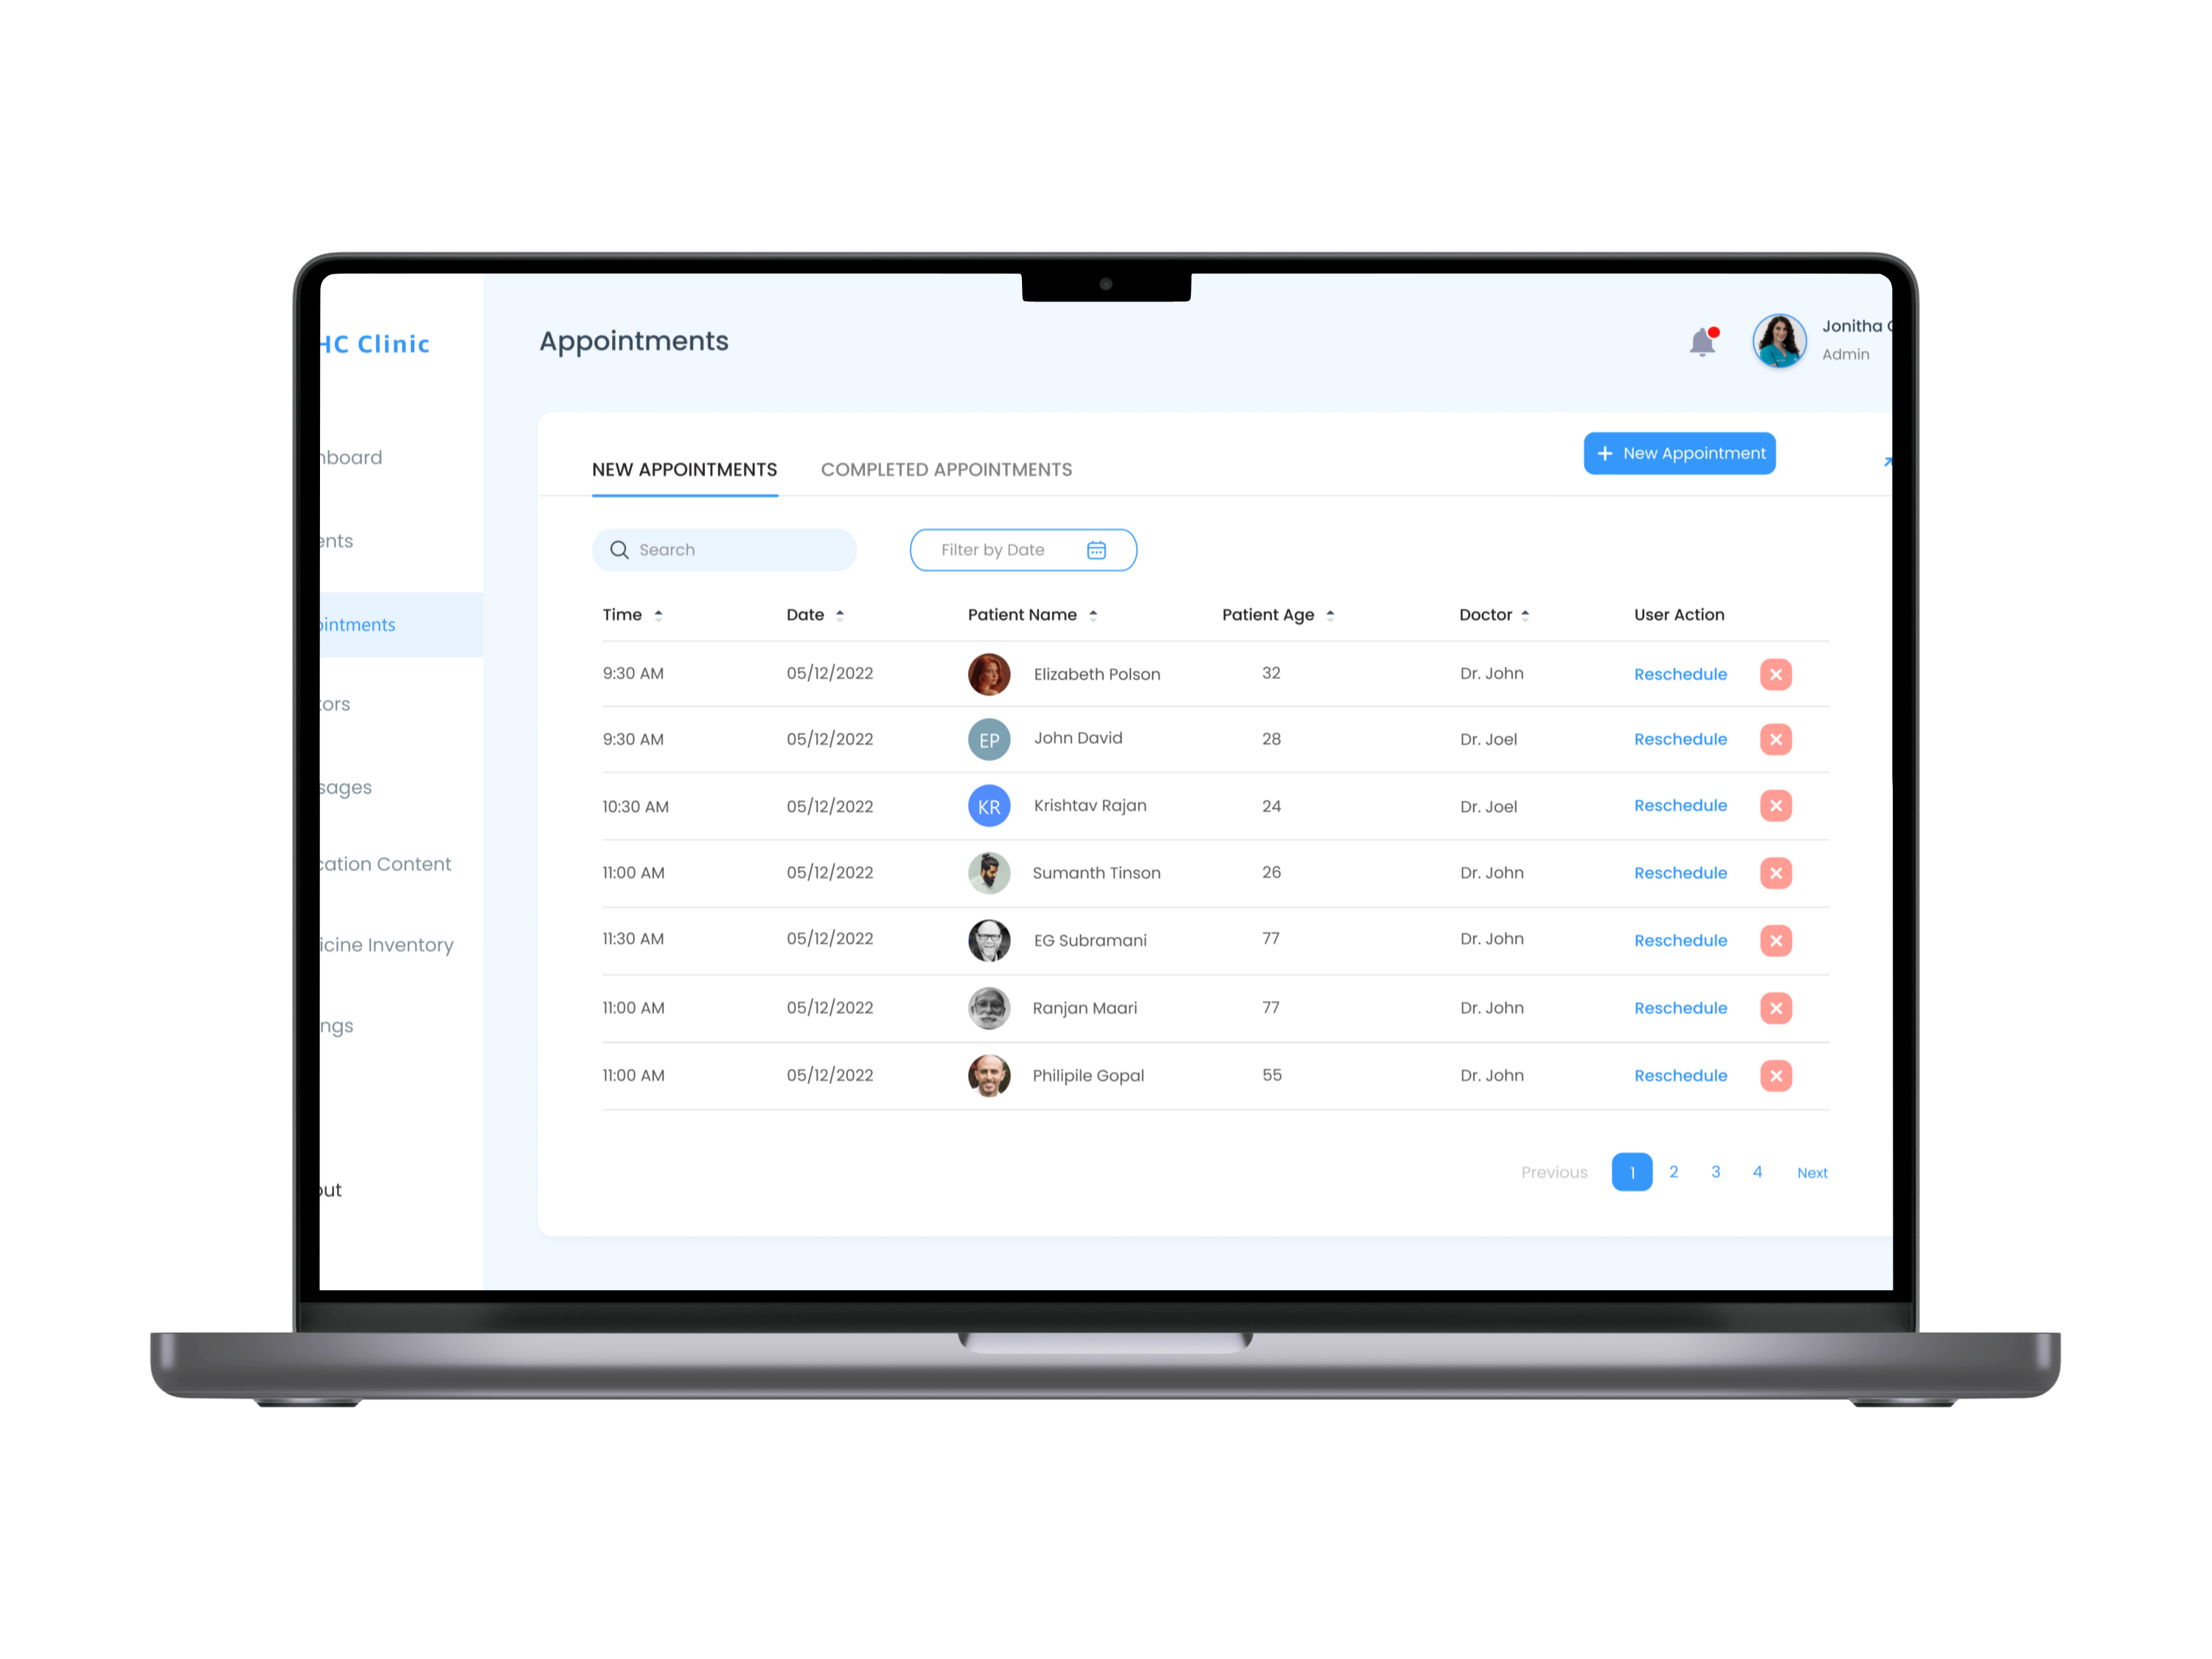 HC Clinic
Appointments
Jonitha
Admin
NEW APPOINTMENTS COMPLETED APPOINTMENTS + New Appointment
Search Filter by Date
Time Date Patient Name Patient Age Doctor User Action
9:30 AM 05/12/2022 Elizabeth Polson 32 Dr. John Reschedule
9:30 AM 05/12/2022 EP John David 28 Dr. Joel Reschedule
10:30 AM 05/12/2022 KR Krishtav Rajan 24 Dr. Joel Reschedule
11:00 AM 05/12/2022 Sumanth Tinson 26 Dr. John Reschedule
11:30 AM 05/12/2022 EG Subramani 77 Dr. John Reschedule
11:00 AM 05/12/2022 Ranjan Maari 77 Dr. John Reschedule
11:00 AM 05/12/2022 Philipile Gopal 55 Dr. John Reschedule
Previous 1 2 3 4 Next
board
ents
intments
ors
sages
cation Content
icine Inventory
ngs
out